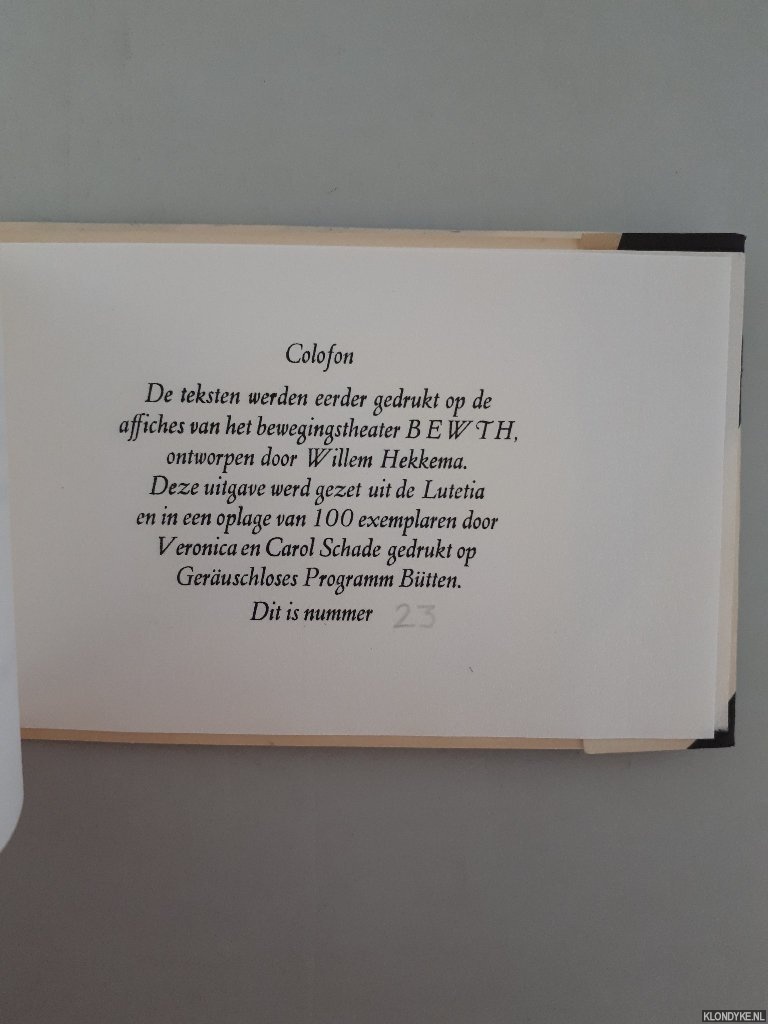 Colofon
De teksten werden eerder gedrukt op de
affiches van het bewegingstheater B E W T H,
ontworpen door Willem Hekkema.
Deze uitgave werd gezet uit de Lutetia
en in een oplage van 100 exemplaren door
Veronica en Carol Schade gedrukt op
Geräuschloses Programm Bütten.
Dit is nummer 23
KLONDYKE.NL